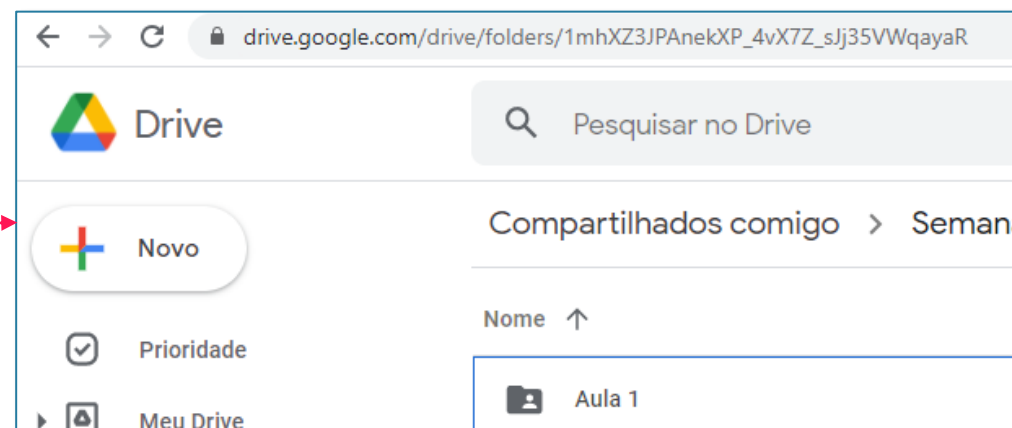 drive.google.com/drive/folders/1mhXZ3JPAnekXP_4vX7Z_sJj35VWqayaR
Drive
Pesquisar no Drive
Novo
Compartilhados comigo > Seman
Nome
Prioridade
Aula 1
Meu Drive